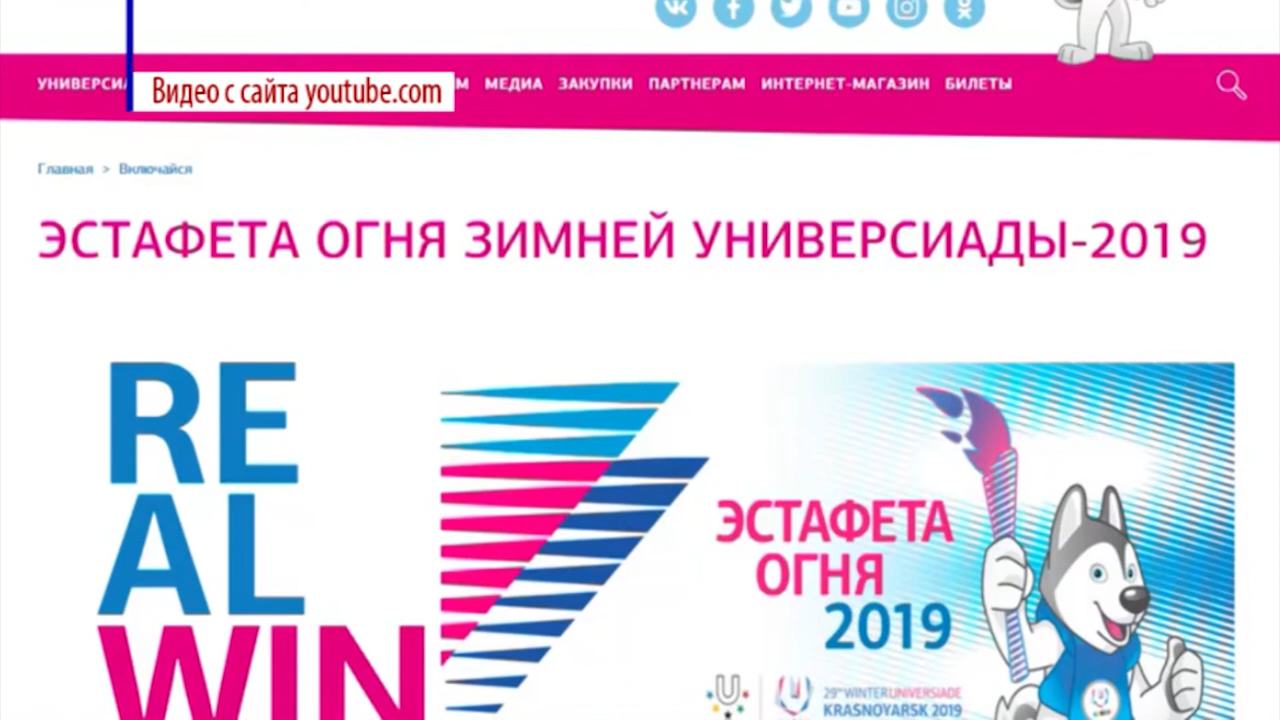 УНИВЕРСИА
МЕДИА ЗАКУПКИ ПАРТНЕРАМ ИНТЕРНЕТ-МАГАЗИН БИЛЕТЫ
Видео с сайта youtube.com
Главная > Включайся
ЭСТАФЕТА ОГНЯ ЗИМНЕЙ УНИВЕРСИАДЫ-2019
RE
AL
WIN
ЭСТАФЕТА
ОГНЯ
2019
29TH WINTER UNIVERSIADE
KRASNOYARSK 2019